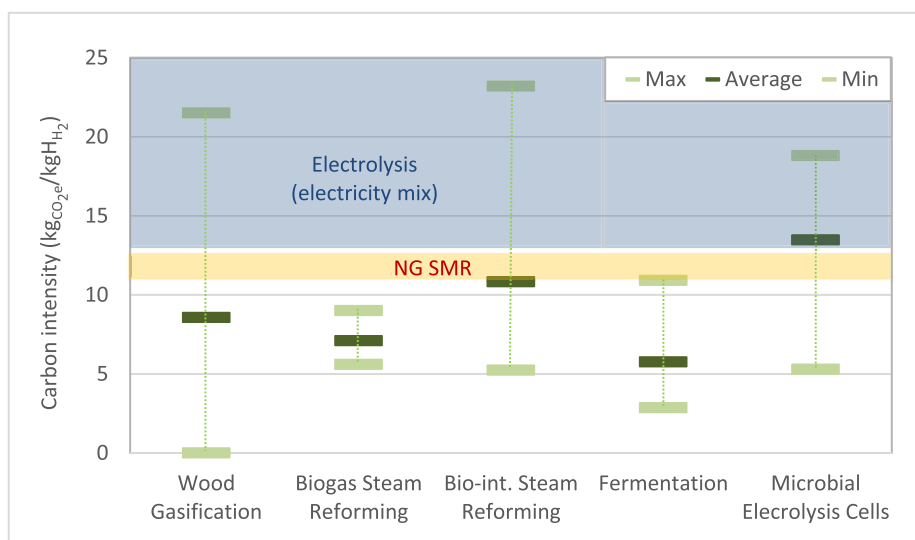 25
Max Average Min
20
Electrolysis
(electricity mix)
15
NG SMR
10
5
0
Carbon intensity (kgCO2e/kgHH2)
Wood Gasification
Biogas Steam Reforming
Bio-int. Steam Reforming
Fermentation
Microbial Elecrolysis Cells